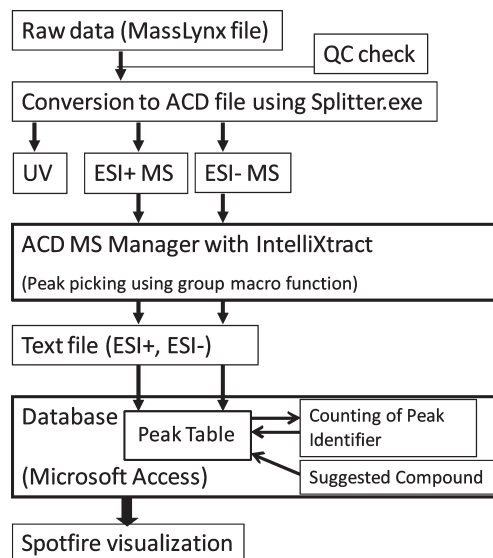 Raw data (MassLynx file)
QC check
Conversion to ACD file using Splitter.exe
UV
ESI+ MS
ESI- MS
ACD MS Manager with IntelliXtract
(Peak picking using group macro function)
Text file (ESI+, ESI-)
Database
Peak Table
Counting of Peak
Identifier
(Microsoft Access)
Suggested Compound
Spotfire visualization